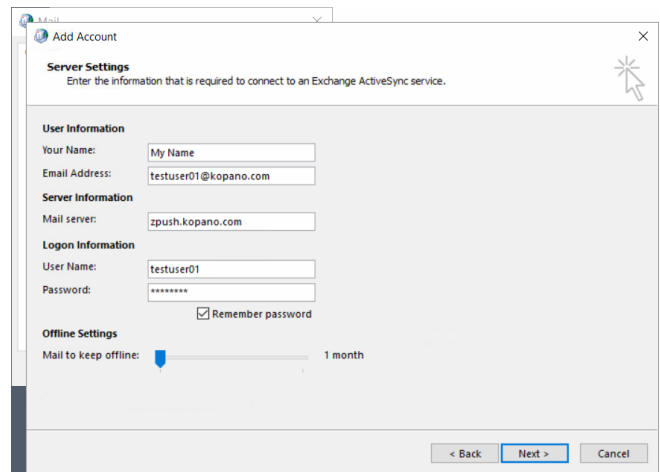 Mail
Add Account
Server Settings
Enter the information that is required to connect to an Exchange ActiveSync service.
User Information
Your Name: My Name
Email Address: testuser01@kopano.com
Server Information
Mail server: zpush.kopano.com
Logon Information
User Name: testuser01
Password: ********
Remember password
Offline Settings
Mail to keep offline: 1 month
< Back Next > Cancel